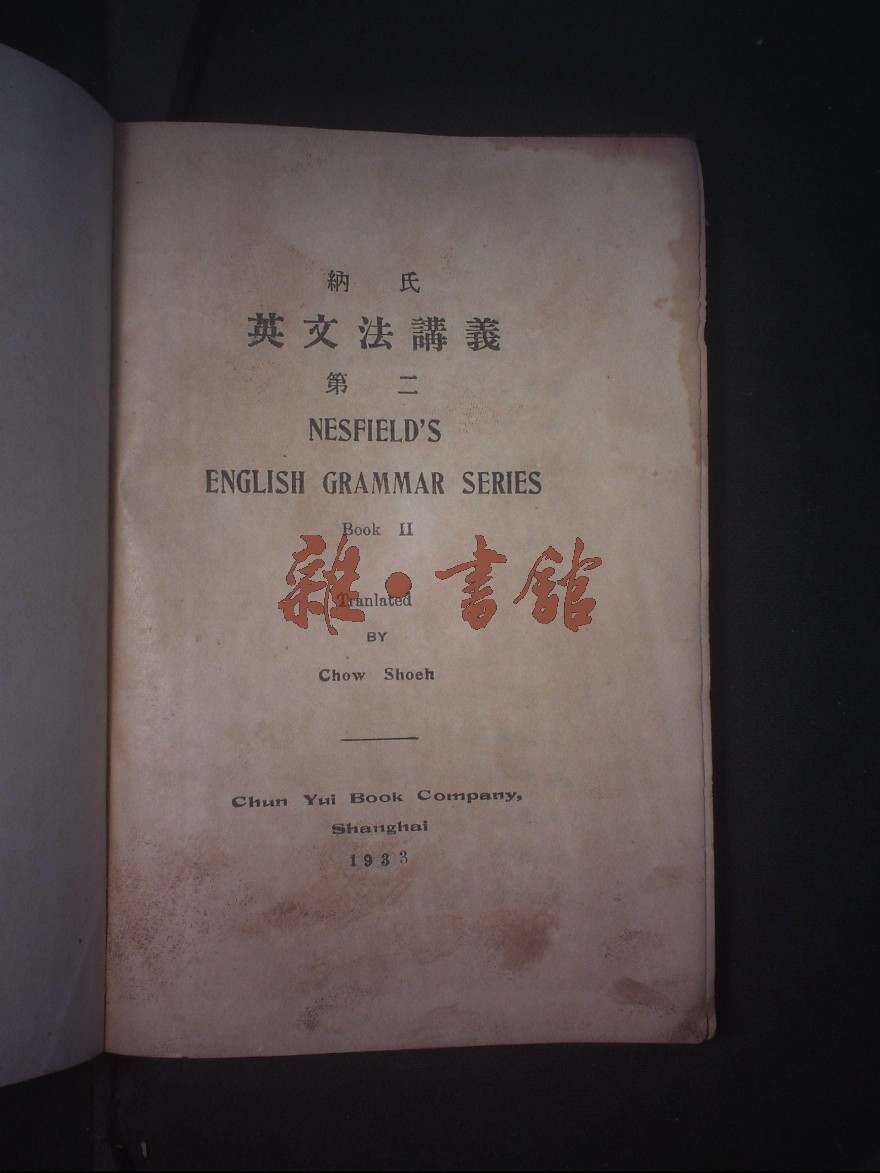 納 氏
英文法講義
第 二
NESFIELD'S
ENGLISH GRAMMAR SERIES
Book II
雜·書館
Tranlated
BY
Chow Shoeh
Chun Yui Book Company,
Shanghai
1933